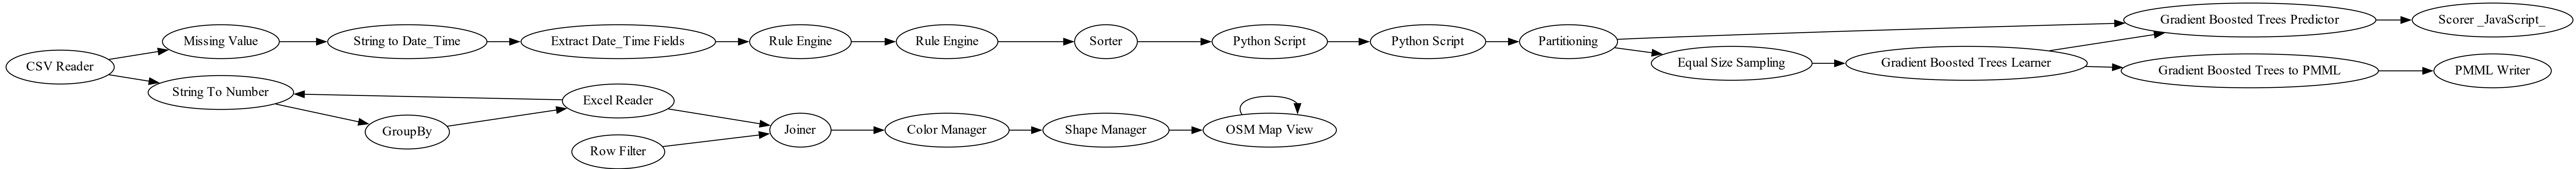 CSV Reader
Missing Value
String to Date_Time
Extract Date_Time Fields
Rule Engine
Rule Engine
Sorter
Python Script
Python Script
Partitioning
Gradient Boosted Trees Predictor
Scorer _JavaScript_
Equal Size Sampling
Gradient Boosted Trees Learner
Gradient Boosted Trees to PMML
PMML Writer
String To Number
GroupBy
Excel Reader
Row Filter
Joiner
Color Manager
Shape Manager
OSM Map View